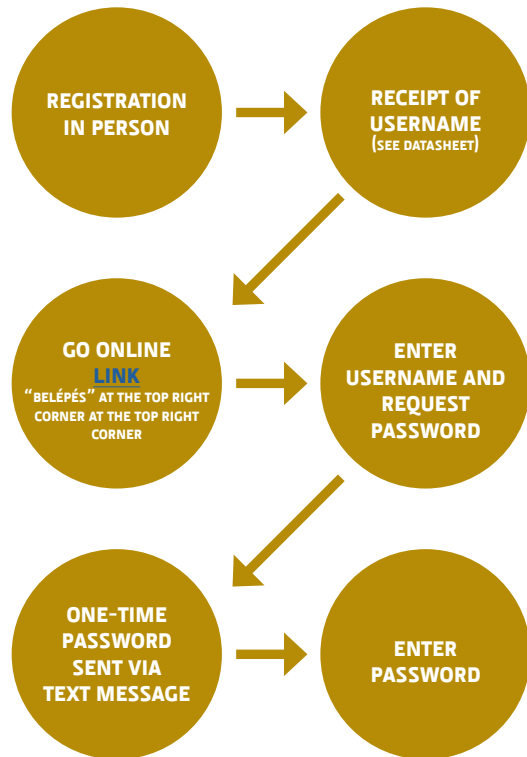 REGISTRATION
IN PERSON
RECEIPT OF
USERNAME
(SEE DATASHEET)
GO ONLINE
LINK
“BELÉPÉS” AT THE TOP RIGHT
CORNER AT THE TOP RIGHT
CORNER
ENTER
USERNAME AND
REQUEST
PASSWORD
ONE-TIME
PASSWORD
SENT VIA
TEXT MESSAGE
ENTER
PASSWORD